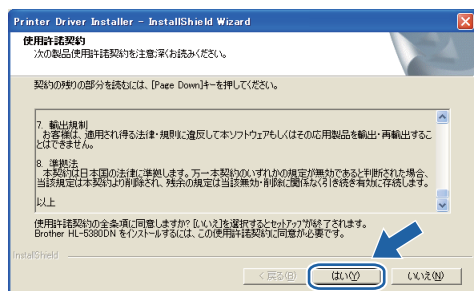 Printer Driver Installer - InstallShield Wizard
使用許諾契約
次の製品使用許諾契約を注意深くお読みください。
契約の残りの部分を読むには、[Page Down]キーを押してください。
7. 輸出規制
お客様は、適用され得る法律・規則に違反して本ソフトウェアもしくはその応用製品を輸出・再輸出するこ
とはできません。
8. 準拠法
本契約は日本国の法律に準拠します。万一本契約のいずれかの規定が無効であると判断された場合、
当該規定は本契約より削除され、残余の規定は当該無効・削除に関係なく引き続き有効に存続します。
以上
使用許諾契約の全条項に同意しますか? [いいえ]を選択するとセットアップが終了されます。
Brother HL-5380DN をインストールするには、この使用許諾契約に同意が必要です。
InstallShield
< 戻る(B)
はい(Y)
いいえ(N)